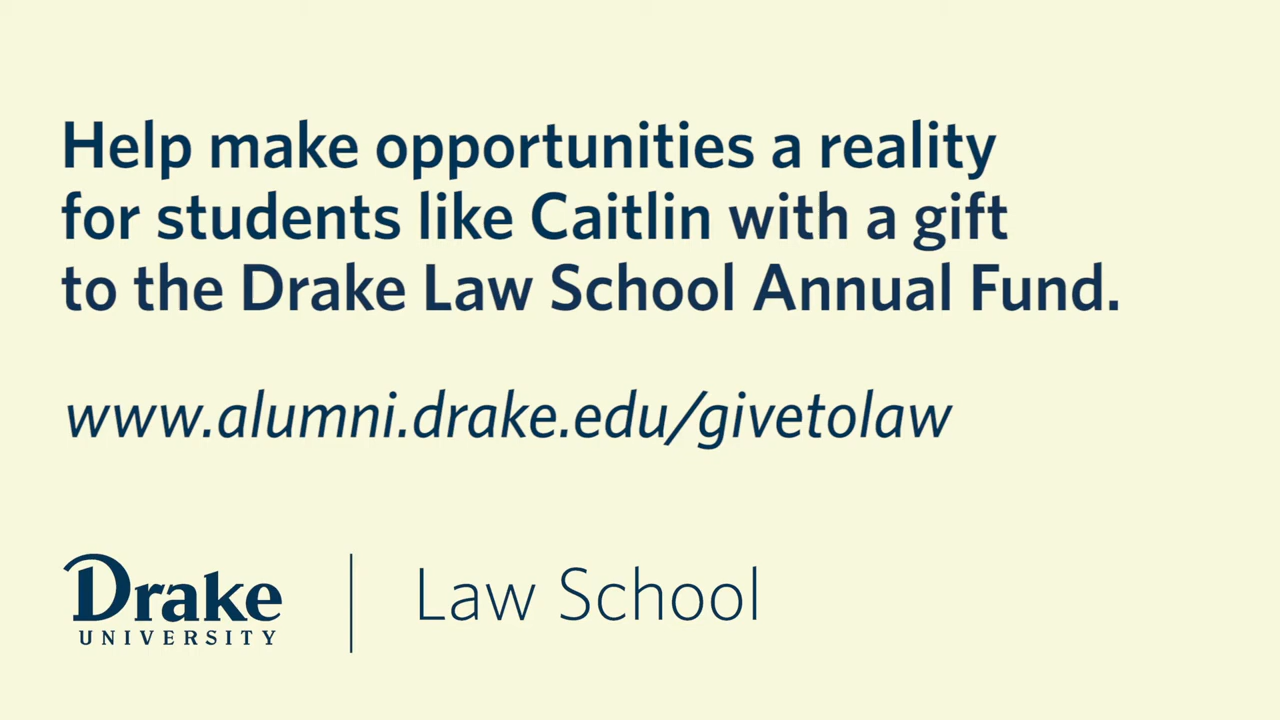 Help make opportunities a reality
for students like Caitlin with a gift
to the Drake Law School Annual Fund.
www.alumni.drake.edu/givetolaw
Drake
UNIVERSITY
Law School